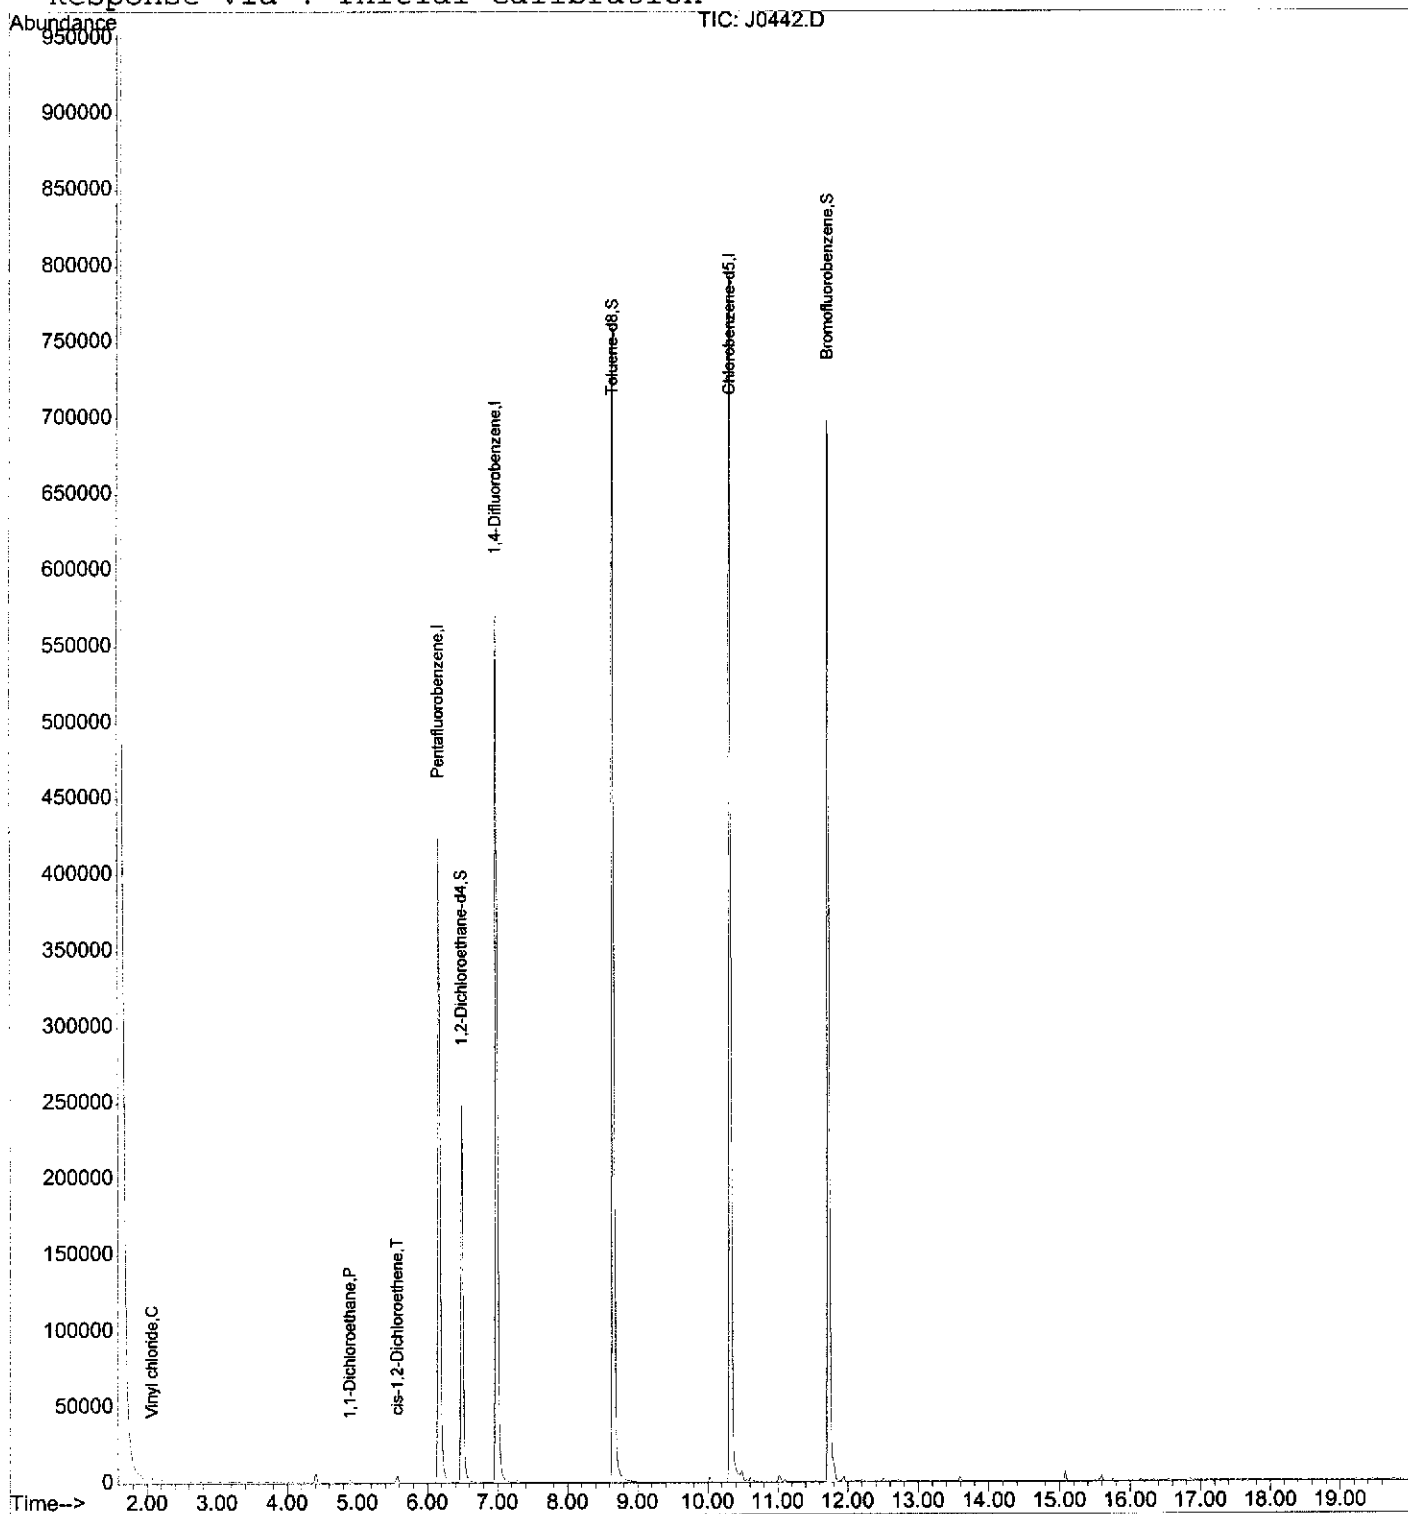 Response via : Initial Calibration
Abundance
TIC: J0442.D
950000
900000
850000
800000
750000
700000
650000
600000
550000
500000
450000
400000
350000
300000
250000
200000
150000
100000
50000
0
Vinyl chloride,C
1,1-Dichloroethane,P
cis-1,2-Dichloroethene,T
Pentafluorobenzene,I
1,2-Dichloroethane-d4,S
1,4-Difluorobenzene,I
Toluene-d8,S
Chlorobenzene-d5,I
Bromofluorobenzene,S
Time--> 2.00 3.00 4.00 5.00 6.00 7.00 8.00 9.00 10.00 11.00 12.00 13.00 14.00 15.00 16.00 17.00 18.00 19.00